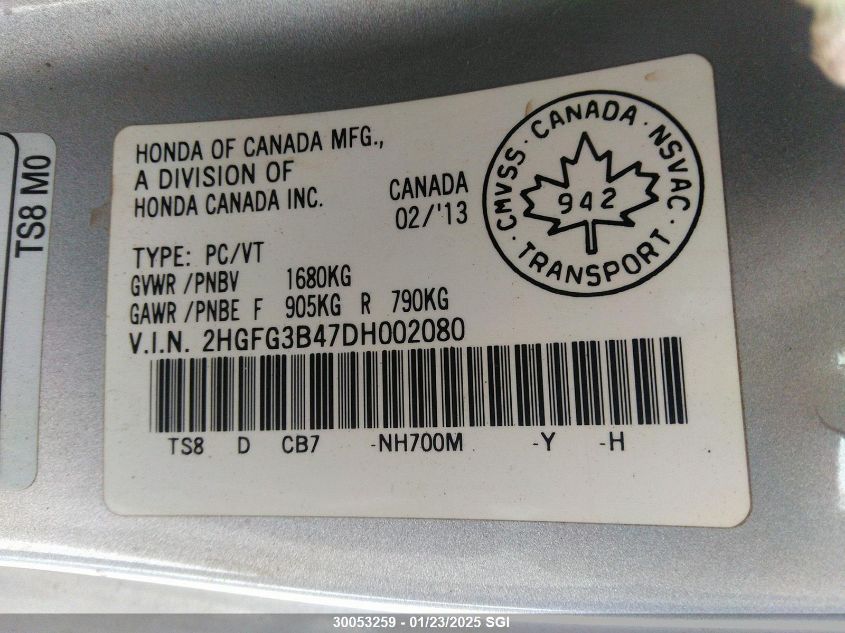 TS8 M0
HONDA OF CANADA MFG.,
A DIVISION OF
HONDA CANADA INC.
CANADA
02/'13
CMVSS · CANADA · NSVAC · TRANSPORT ·
942
TYPE: PC/VT
GVWR /PNBV 1680KG
GAWR /PNBE F 905KG R 790KG
V.I.N. 2HGFG3B47DH002080
TS8 D CB7 -NH700M -Y -H
30053259 - 01/23/2025 SGI